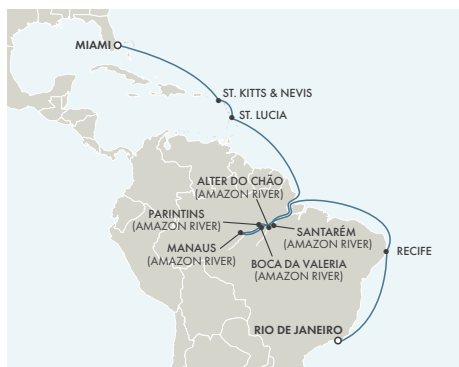 MIAMI
ST. KITTS & NEVIS
ST. LUCIA
ALTER DO CHÃO
(AMAZON RIVER)
PARINTINS
(AMAZON RIVER)
SANTARÉM
(AMAZON RIVER)
MANAUS
(AMAZON RIVER)
BOCA DA VALERIA
(AMAZON RIVER)
RECIFE
RIO DE JANEIRO